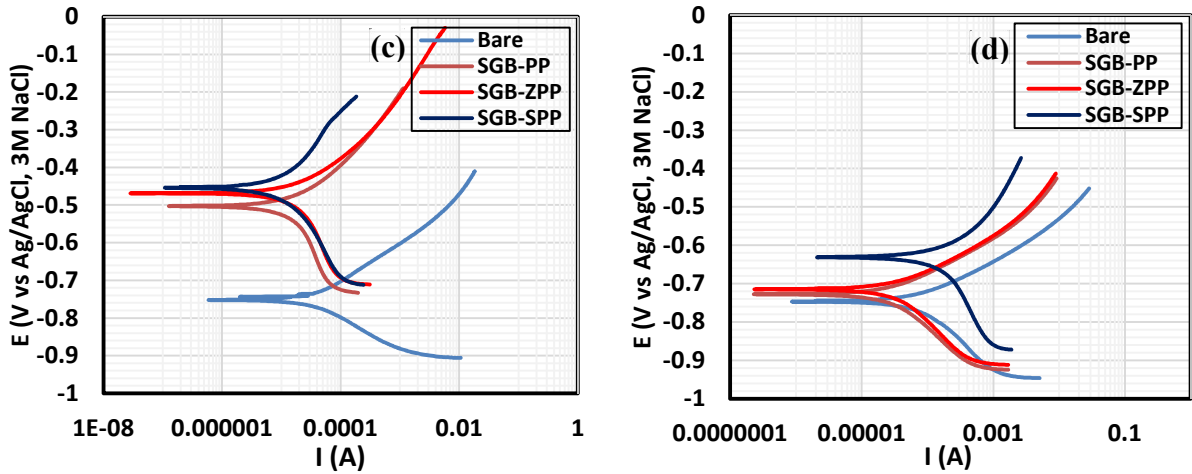 E (V vs Ag/AgCl, 3M NaCl)
0
-0.1
-0.2
-0.3
-0.4
-0.5
-0.6
-0.7
-0.8
-0.9
-1
(c)
Bare
SGB-PP
SGB-ZPP
SGB-SPP
1E-08 0.000001 0.0001 0.01 1
I (A)
E (V vs Ag/AgCl, 3M NaCl)
0
-0.1
-0.2
-0.3
-0.4
-0.5
-0.6
-0.7
-0.8
-0.9
-1
(d)
Bare
SGB-PP
SGB-ZPP
SGB-SPP
0.0000001 0.00001 0.001 0.1
I (A)